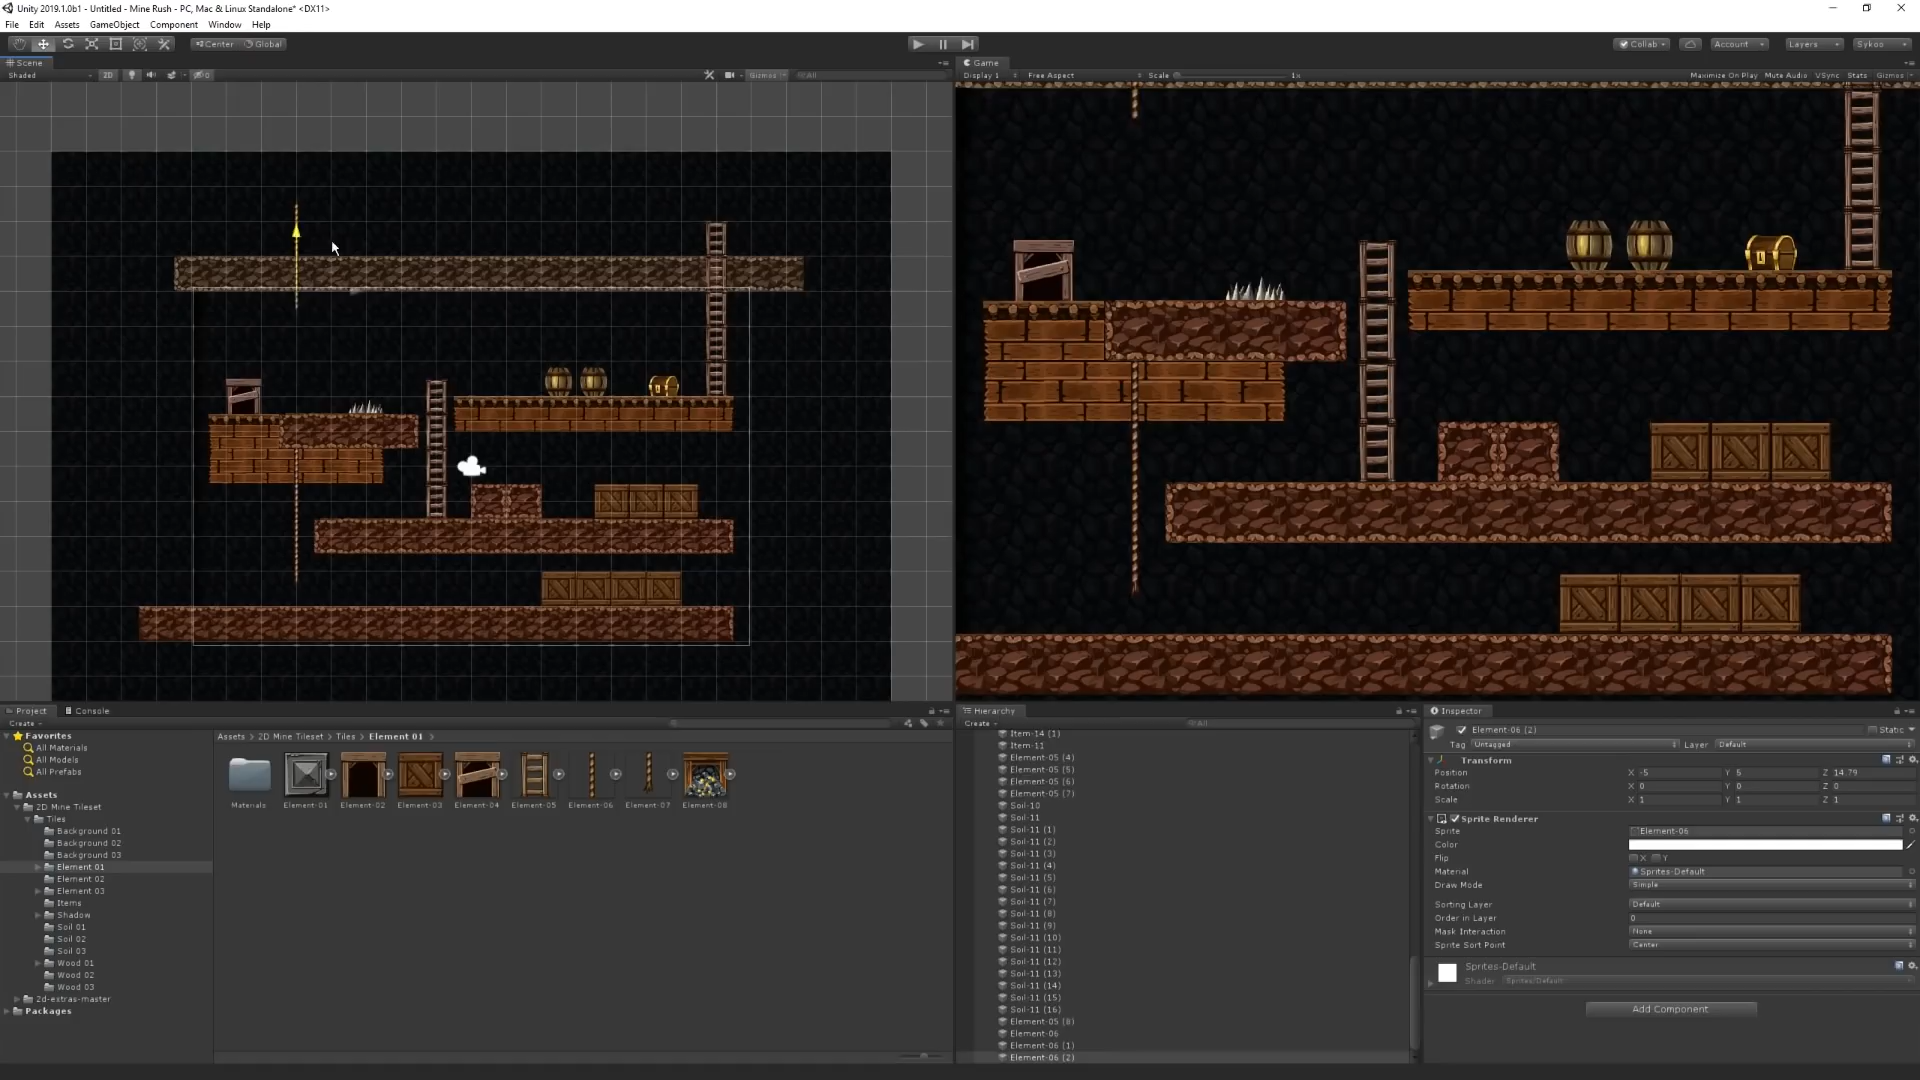 Unity 2019.1.0b1 - Untitled - Mine Rush - PC, Mac & Linux Standalone* <DX11>
File Edit Assets GameObject Component Window Help
Center Global
Collab Account Layers Sykoo
Scene
Shaded 2D Gizmos All
Game
Display 1 Free Aspect Scale 1x Maximize On Play Mute Audio VSync Stats Gizmos
Project Console
Create
Favorites
All Materials
All Models
All Prefabs
Assets
2D Mine Tileset
Tiles
Background 01
Background 02
Background 03
Element 01
Element 02
Element 03
Items
Shadow
Soil 01
Soil 02
Soil 03
Wood 01
Wood 02
Wood 03
2d-extras-master
Packages
Assets > 2D Mine Tileset > Tiles > Element 01 >
Materials Element-01 Element-02 Element-03 Element-04 Element-05 Element-06 Element-07 Element-08
Hierarchy
Create All
Item-14 (1)
Item-11
Element-05 (4)
Element-05 (5)
Element-05 (6)
Element-05 (7)
Soil-10
Soil-11
Soil-11 (1)
Soil-11 (2)
Soil-11 (3)
Soil-11 (4)
Soil-11 (5)
Soil-11 (6)
Soil-11 (7)
Soil-11 (8)
Soil-11 (9)
Soil-11 (10)
Soil-11 (11)
Soil-11 (12)
Soil-11 (13)
Soil-11 (14)
Soil-11 (15)
Soil-11 (16)
Element-05 (8)
Element-06
Element-06 (1)
Element-06 (2)
Inspector
Element-06 (2) Static
Tag Untagged Layer Default
Transform
Position X -5 Y 5 Z 14.79
Rotation X 0 Y 0 Z 0
Scale X 1 Y 1 Z 1
Sprite Renderer
Sprite Element-06
Color
Flip X Y
Material Sprites-Default
Draw Mode Simple
Sorting Layer Default
Order in Layer 0
Mask Interaction None
Sprite Sort Point Center
Sprites-Default
Shader Sprites/Default
Add Component